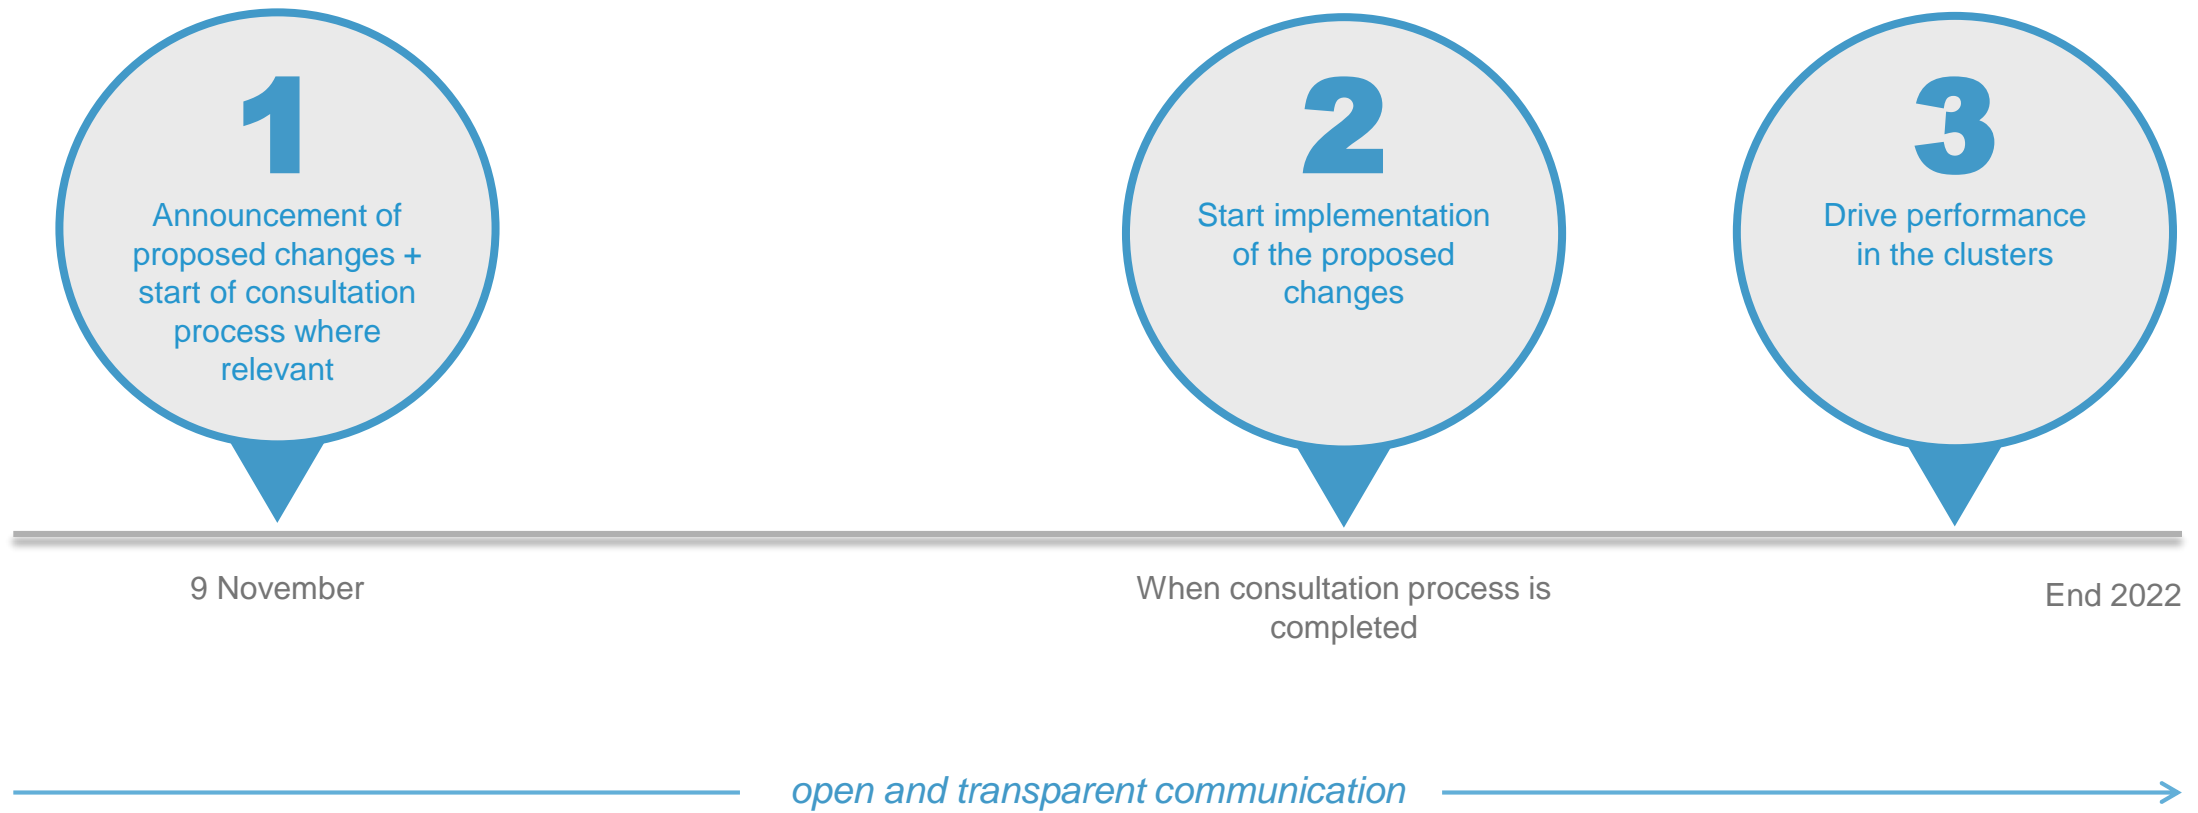 1
Announcement of
proposed changes +
start of consultation
process where
relevant
2
Start implementation
of the proposed
changes
3
Drive performance
in the clusters
9 November
When consultation process is
completed
End 2022
open and transparent communication